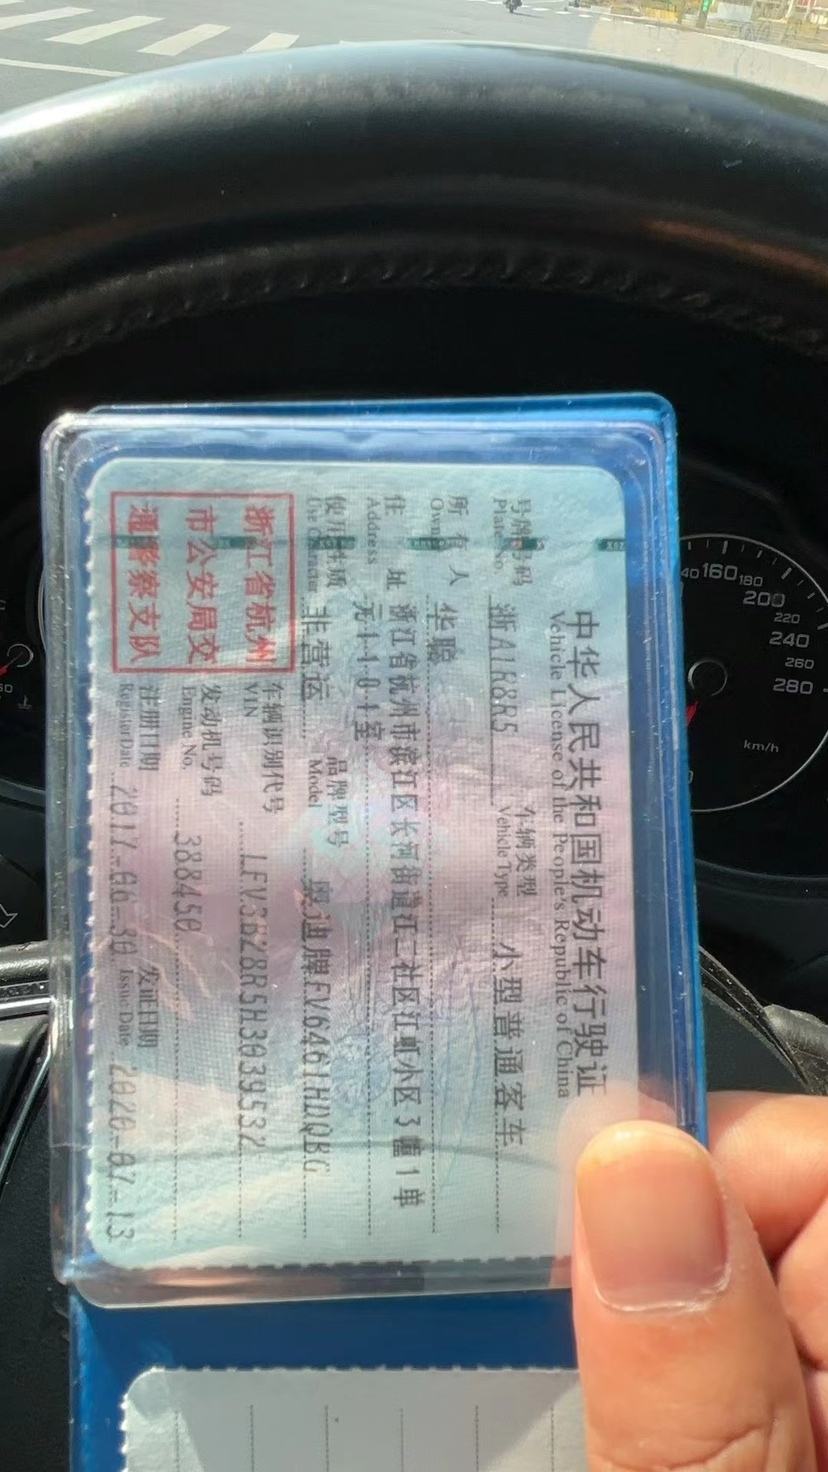 中华人民共和国机动车行驶证
Vehicle License of the People's Republic of China
号牌号码 浙A1R8R5 车辆类型 小型普通客车
Plate No. Vehicle Type
所有人 华聪
Owner
住址 浙江省杭州市滨江区长河街道江二社区江虹小区3幢1单
Address 元1101室
使用性质 非营运 品牌型号 奥迪牌FV6461HDQBG
Use Character Model
浙江省杭州
市公安局交
通警察支队
车辆识别代号 LFV3B28R5H3039532
VIN
发动机号码 388450
Engine No.
注册日期 2017-06-30 发证日期 2020-07-13
Register Date Issue Date
160
180
200
220
240
260
280
km/h